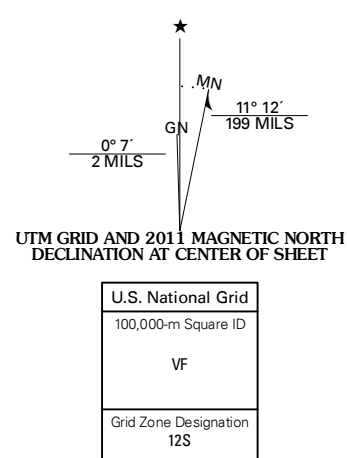 ★
MN
GN
11° 12´
199 MILS
0° 7´
2 MILS
UTM GRID AND 2011 MAGNETIC NORTH
DECLINATION AT CENTER OF SHEET
U.S. National Grid
100,000-m Square ID
VF
Grid Zone Designation
12S